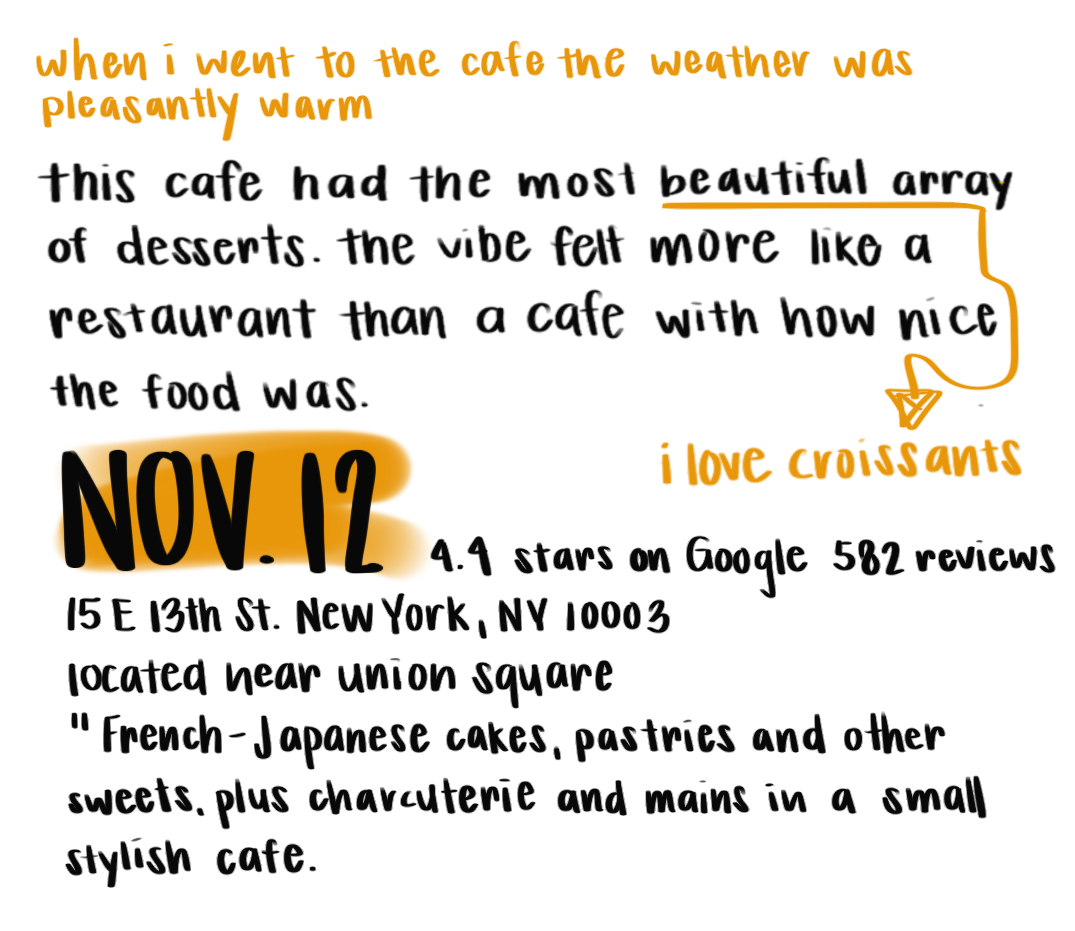 when i went to the cafe the weather was
pleasantly warm
this cafe had the most beautiful array
of desserts. the vibe felt more like a
restaurant than a cafe with how nice
the food was.
i love croissants
NOV. 12
4.4 stars on Google 582 reviews
15 E 13th St. New York, NY 10003
located near union square
"French-Japanese cakes, pastries and other
sweets, plus charcuterie and mains in a small
stylish cafe.